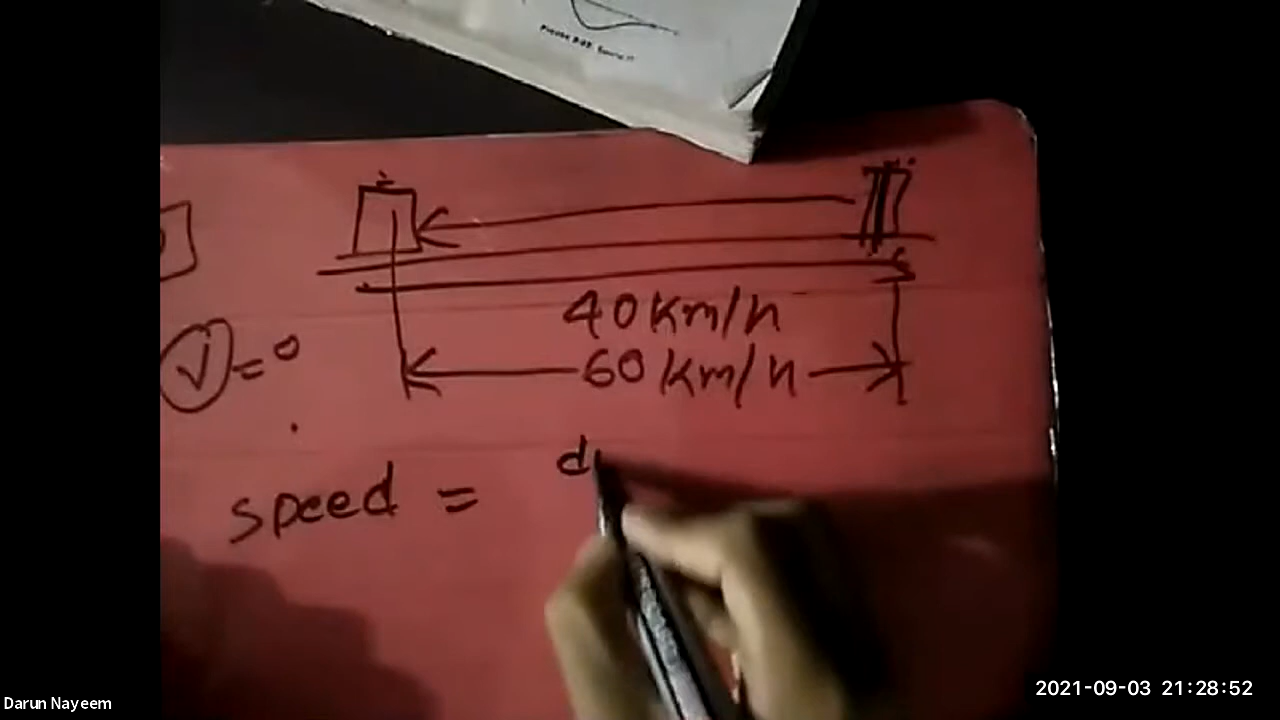 40 km/h
60 km/h
V = 0
speed = d
Darun Nayeem
2021-09-03 21:28:52